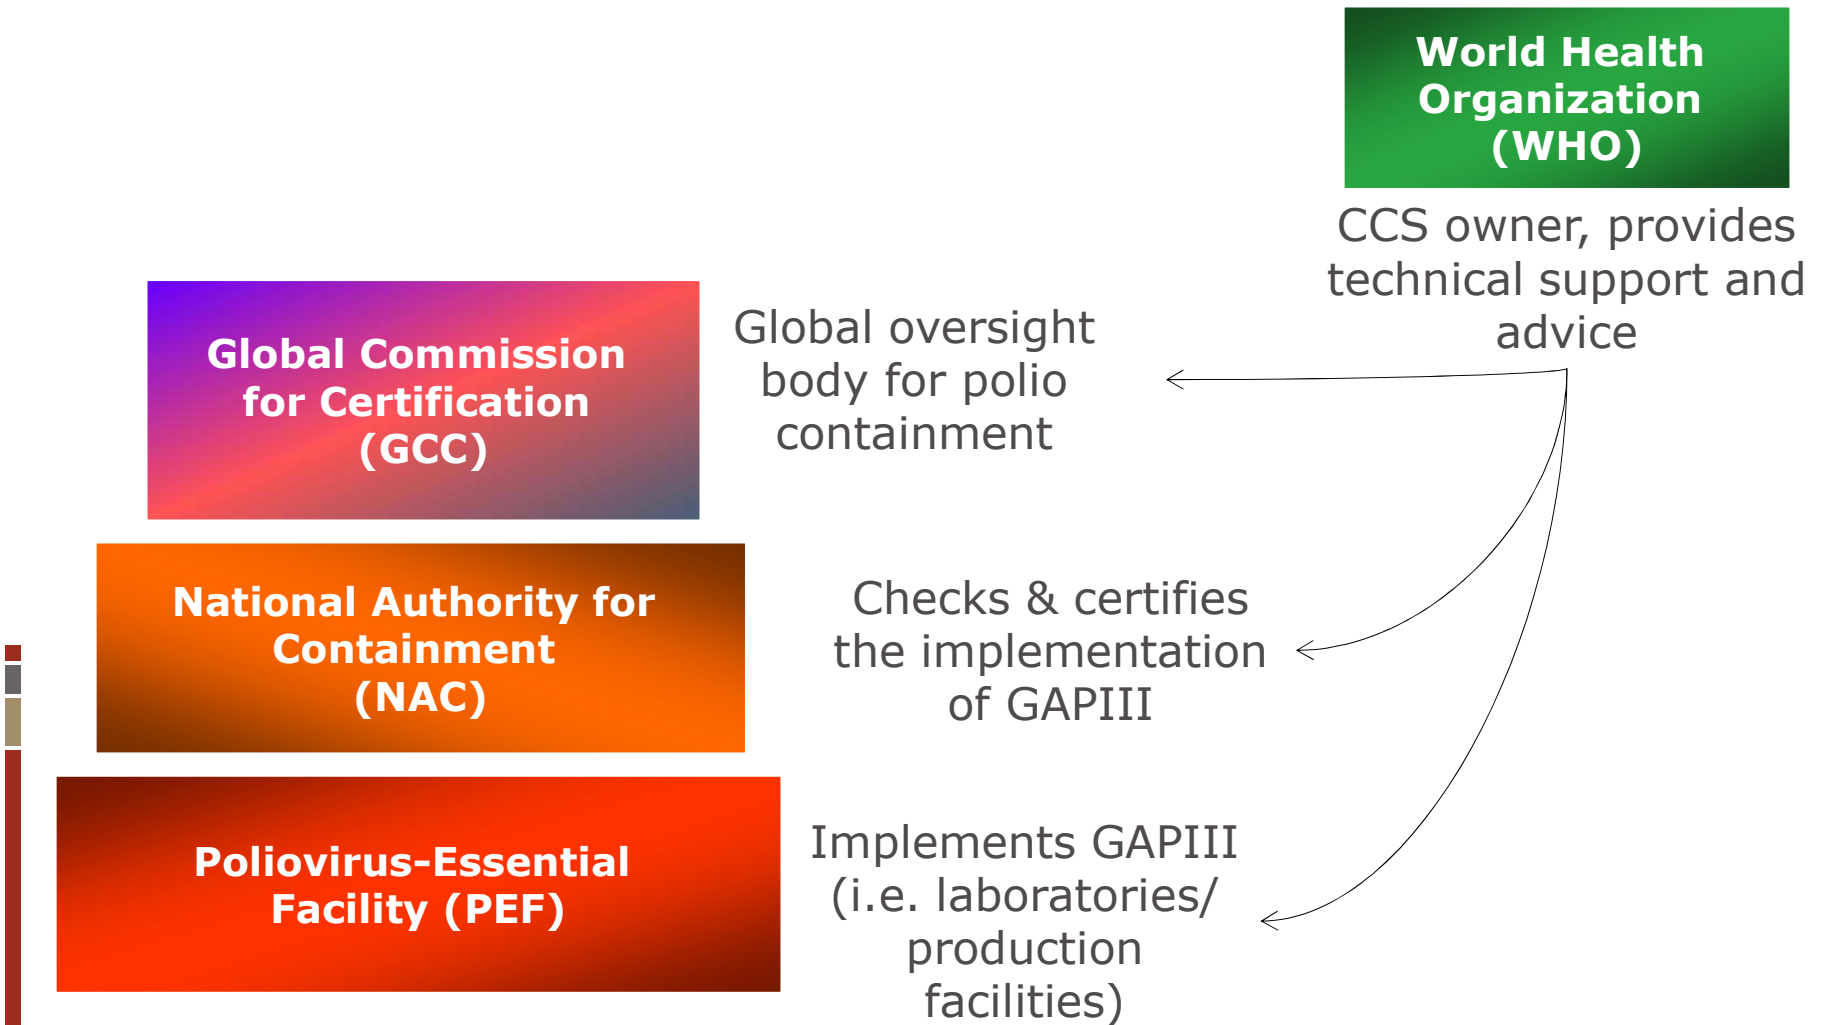 World Health
Organization
(WHO)
CCS owner, provides
technical support and
advice
Global Commission
for Certification
(GCC)
Global oversight
body for polio
containment
National Authority for
Containment
(NAC)
Checks & certifies
the implementation
of GAPIII
Poliovirus-Essential
Facility (PEF)
Implements GAPIII
(i.e. laboratories/
production
facilities)